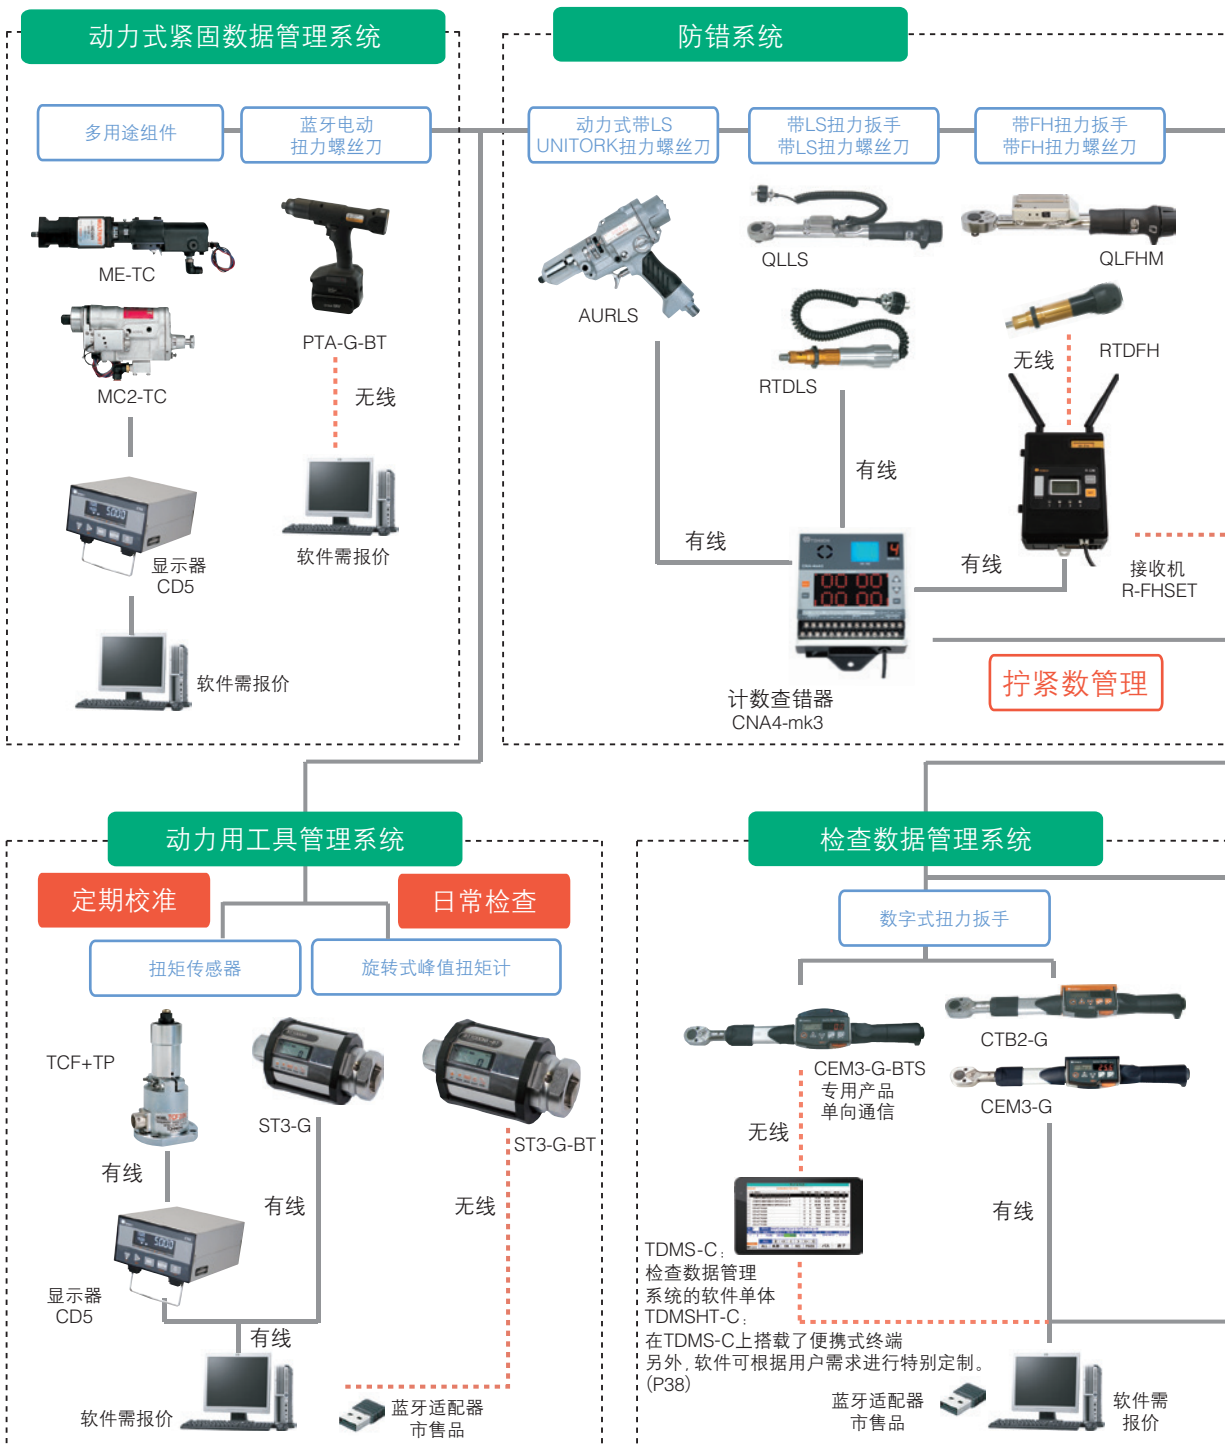 动力式紧固数据管理系统
防错系统
多用途组件
蓝牙电动
扭力螺丝刀
动力式带LS
UNITORK扭力螺丝刀
带LS扭力扳手
带LS扭力螺丝刀
带FH扭力扳手
带FH扭力螺丝刀
ME-TC
MC2-TC
PTA-G-BT
无线
AURLS
QLLS
RTDLS
QLFHM
RTDFH
无线
有线
有线
有线
显示器
CD5
软件需报价
软件需报价
接收机
R-FHSET
拧紧数管理
计数查错器
CNA4-mk3
动力用工具管理系统
检查数据管理系统
定期校准
日常检查
扭矩传感器
旋转式峰值扭矩计
数字式扭力扳手
TCF+TP
ST3-G
ST3-G-BT
有线
有线
无线
显示器
CD5
有线
软件需报价
蓝牙适配器
市售品
CEM3-G-BTS
专用产品
单向通信
CTB2-G
CEM3-G
无线
有线
TDMS-C:
检查数据管理
系统的软件单体
TDMSHT-C:
在TDMS-C上搭载了便携式终端
另外,软件可根据用户需求进行特别定制。
(P38)
蓝牙适配器
市售品
软件需
报价